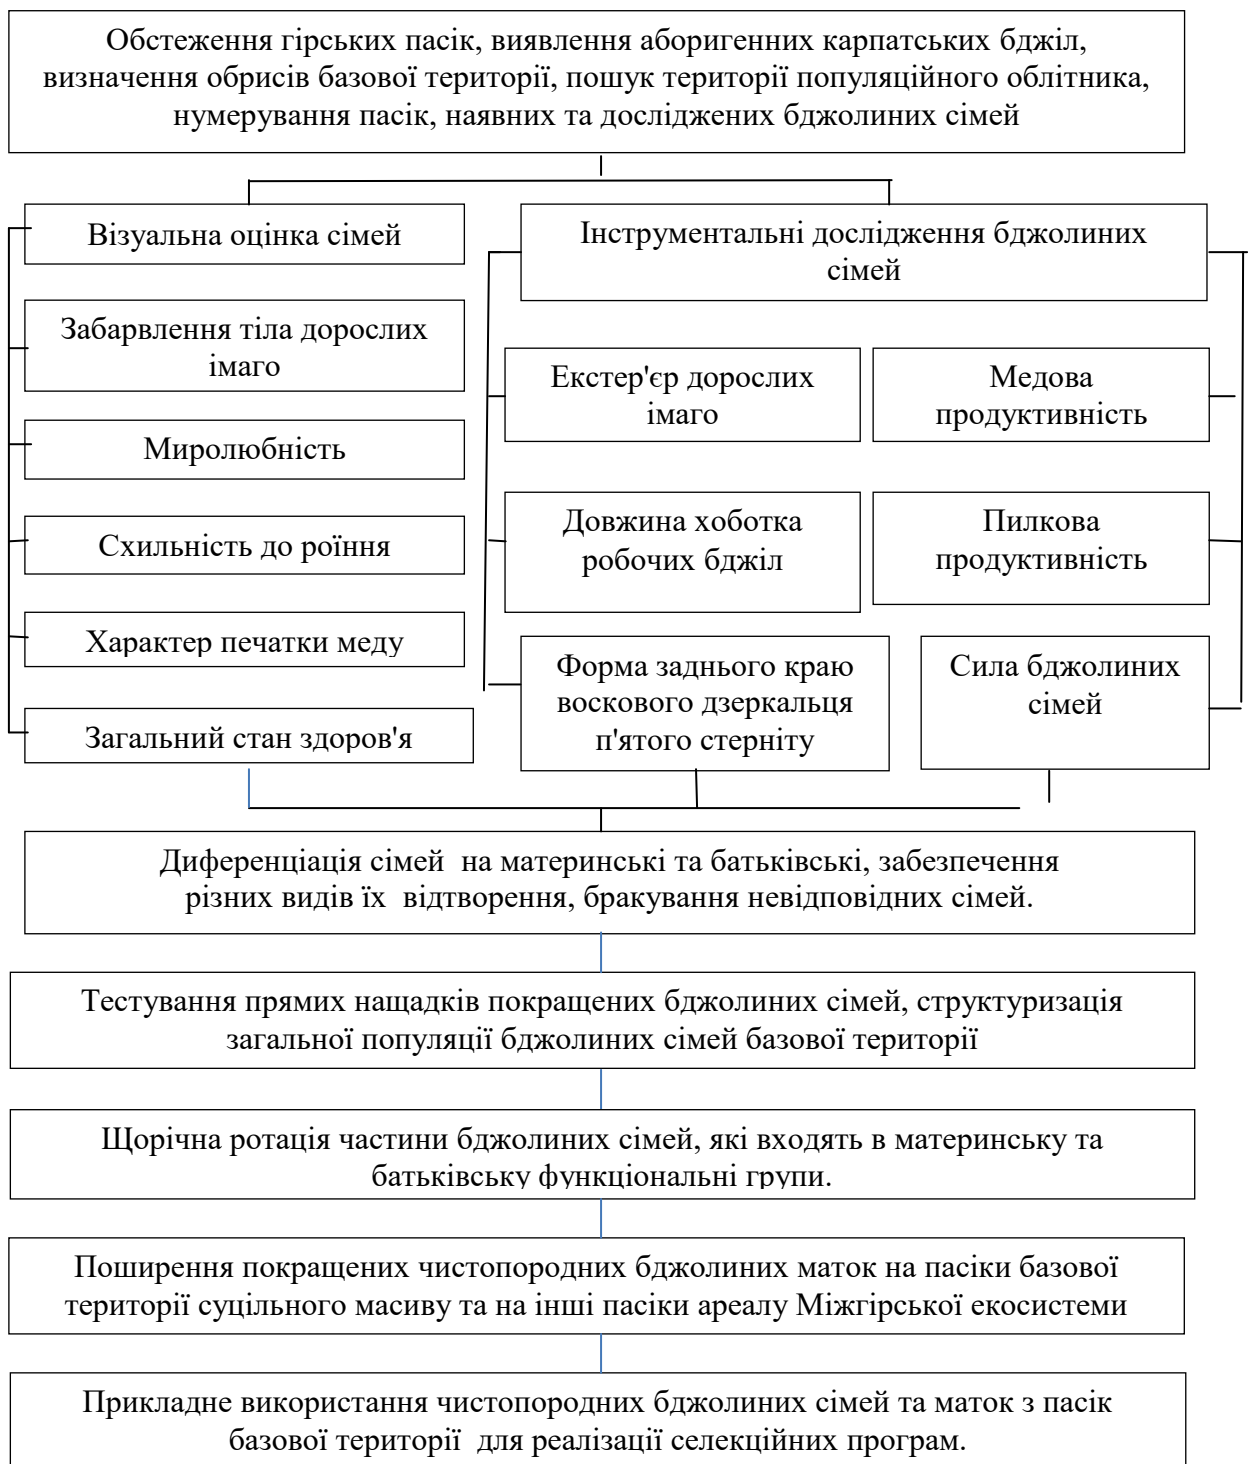 Обстеження гірських пасік, виявлення аборигенних карпатських бджіл,
визначення обрисів базової території, пошук території популяційного облітника,
нумерування пасік, наявних та досліджених бджолиних сімей
Візуальна оцінка сімей
Забарвлення тіла дорослих
імаго
Миролюбність
Схильність до роїння
Характер печатки меду
Загальний стан здоров'я
Інструментальні дослідження бджолиних
сімей
Екстер'єр дорослих
імаго
Медова
продуктивність
Довжина хоботка
робочих бджіл
Пилкова
продуктивність
Форма заднього краю
воскового дзеркальця
п'ятого стерніту
Сила бджолиних
сімей
Диференціація сімей на материнські та батьківські, забезпечення
різних видів їх відтворення, бракування невідповідних сімей.
Тестування прямих нащадків покращених бджолиних сімей, структуризація
загальної популяції бджолиних сімей базової території
Щорічна ротація частини бджолиних сімей, які входять в материнську та
батьківську функціональні групи.
Поширення покращених чистопородних бджолиних маток на пасіки базової
території суцільного масиву та на інші пасіки ареалу Міжгірської екосистеми
Прикладне використання чистопородних бджолиних сімей та маток з пасік
базової території для реалізації селекційних програм.